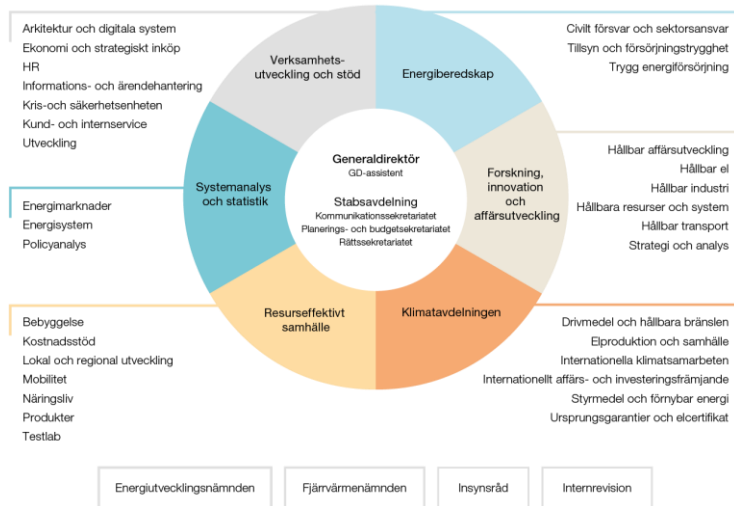 Arkitektur och digitala system
Ekonomi och strategiskt inköp
HR
Informations- och ärendehantering
Kris-och säkerhetsenheten
Kund- och internservice
Utveckling
Verksamhets-
utveckling och stöd
Energiberedskap
Civilt försvar och sektorsansvar
Tillsyn och försörjningstrygghet
Trygg energiförsörjning
Energimarknader
Energisystem
Policyanalys
Systemanalys
och statistik
Generaldirektör
GD-assistent
Stabsavdelning
Kommunikationssekretariatet
Planerings- och budgetsekretariatet
Rättssekretariatet
Forskning,
innovation
och
affärsutveckling
Hållbar affärsutveckling
Hållbar el
Hållbar industri
Hållbara resurser och system
Hållbar transport
Strategi och analys
Bebyggelse
Kostnadsstöd
Lokal och regional utveckling
Mobilitet
Näringsliv
Produkter
Testlab
Resurseffektivt
samhälle
Klimatavdelningen
Drivmedel och hållbara bränslen
Elproduktion och samhälle
Internationella klimatsamarbeten
Internationellt affärs- och investeringsfrämjande
Styrmedel och förnybar energi
Ursprungsgarantier och elcertifikat
Energiutvecklingsnämnden
Fjärrvärmenämnden
Insynsråd
Internrevision